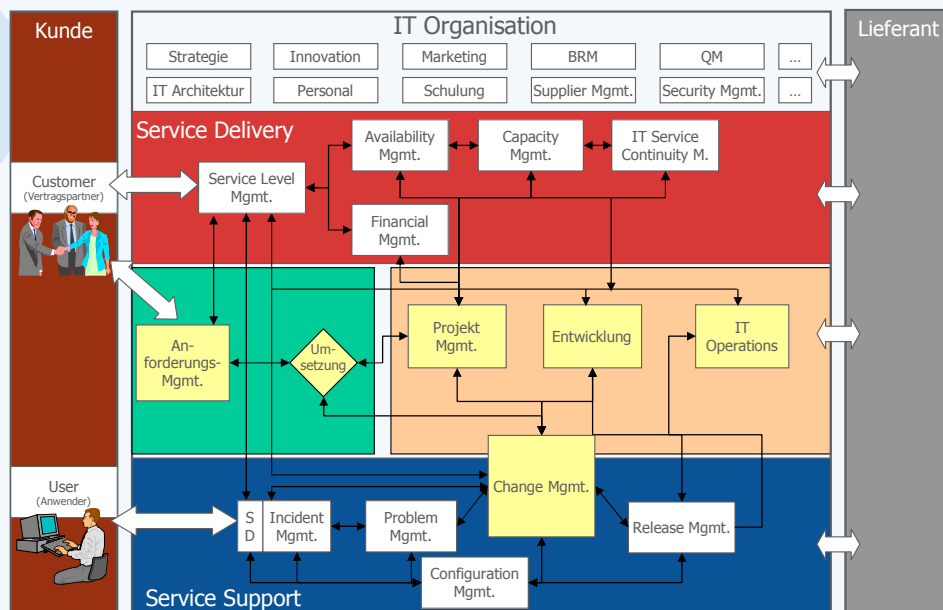 Kunde
IT Organisation
Lieferant
Strategie
Innovation
Marketing
BRM
QM
...
IT Architektur
Personal
Schulung
Supplier Mgmt.
Security Mgmt.
...
Service Delivery
Availability
Mgmt.
Capacity
Mgmt.
IT Service
Continuity M.
Customer
(Vertragspartner)
Service Level
Mgmt.
Financial
Mgmt.
An-
forderungs-
Mgmt.
Um-
setzung
Projekt
Mgmt.
Entwicklung
IT
Operations
User
(Anwender)
S
D
Incident
Mgmt.
Problem
Mgmt.
Change Mgmt.
Release Mgmt.
Configuration
Mgmt.
Service Support